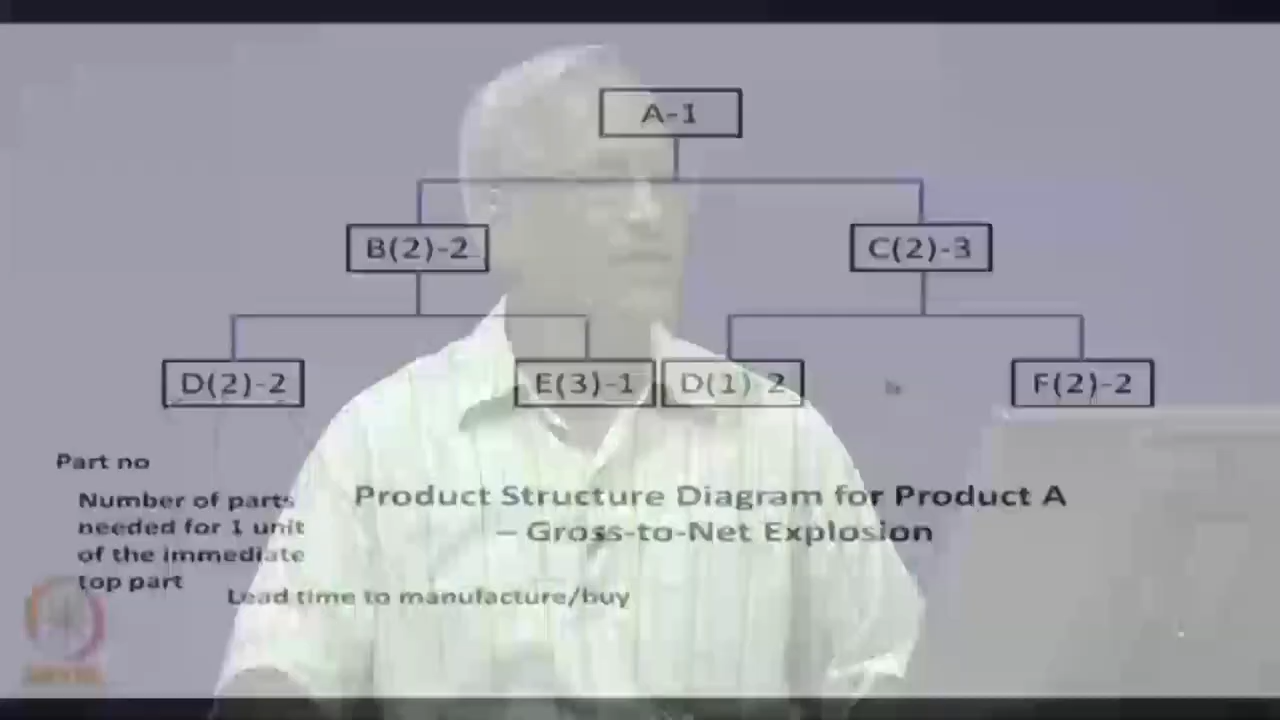 A-1
B(2)-2
C(2)-3
D(2)-2
E(3)-1
D(1)-2
F(2)-2
Part no
Number of parts
needed for 1 unit
of the immediate
top part
Product Structure Diagram for Product A
– Gross-to-Net Explosion
Lead time to manufacture/buy